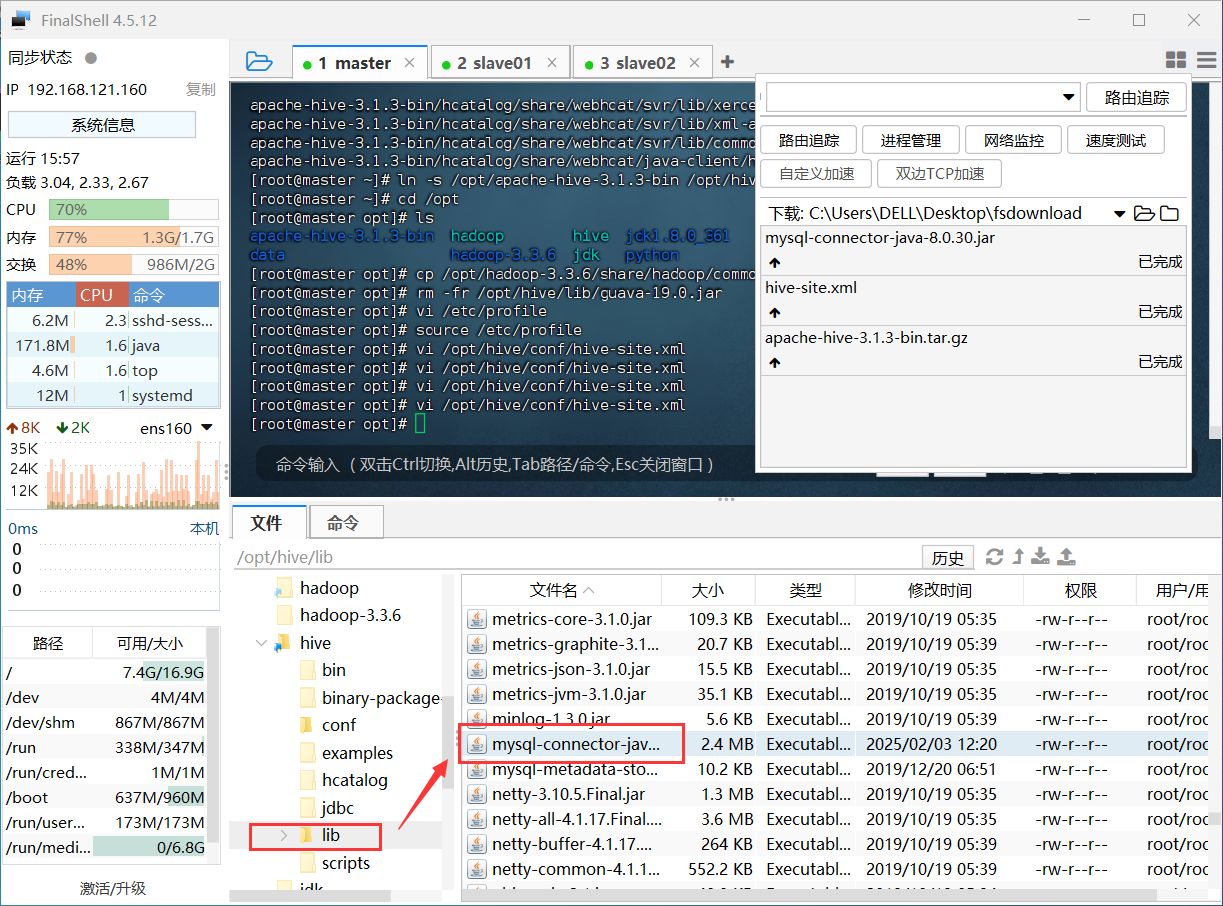 FinalShell 4.5.12
同步状态
IP 192.168.121.160
复制
系统信息
运行 15:57
负载 3.04, 2.33, 2.67
CPU 70%
内存 77% 1.3G/1.7G
交换 48% 986M/2G
内存 CPU 命令
6.2M 2.3 sshd-sess...
171.8M 1.6 java
4.6M 1.6 top
12M 1 systemd
8K 2K ens160
35K
24K
12K
0ms 本机
0
0
0
路径 可用/大小
/ 7.4G/16.9G
/dev 4M/4M
/dev/shm 867M/867M
/run 338M/347M
/run/cred... 1M/1M
/boot 637M/960M
/run/user... 173M/173M
/run/medi... 0/6.8G
激活/升级
1 master
2 slave01
3 slave02
apache-hive-3.1.3-bin/hcatalog/share/webhcat/svr/lib/xerce
apache-hive-3.1.3-bin/hcatalog/share/webhcat/svr/lib/xml-a
apache-hive-3.1.3-bin/hcatalog/share/webhcat/svr/lib/commo
apache-hive-3.1.3-bin/hcatalog/share/webhcat/java-client/h
[root@master ~]# ln -s /opt/apache-hive-3.1.3-bin /opt/hiv
[root@master ~]# cd /opt
[root@master opt]# ls
apache-hive-3.1.3-bin hadoop hive jdk1.8.0_361
data hadoop-3.3.6 jdk python
[root@master opt]# cp /opt/hadoop-3.3.6/share/hadoop/commo
[root@master opt]# rm -fr /opt/hive/lib/guava-19.0.jar
[root@master opt]# vi /etc/profile
[root@master opt]# source /etc/profile
[root@master opt]# vi /opt/hive/conf/hive-site.xml
[root@master opt]# vi /opt/hive/conf/hive-site.xml
[root@master opt]# vi /opt/hive/conf/hive-site.xml
[root@master opt]# vi /opt/hive/conf/hive-site.xml
[root@master opt]#
命令输入 （双击Ctrl切换,Alt历史,Tab路径/命令,Esc关闭窗口 ）
路由追踪
路由追踪 进程管理 网络监控 速度测试
自定义加速 双边TCP加速
下载: C:\Users\DELL\Desktop\fsdownload
mysql-connector-java-8.0.30.jar
已完成
hive-site.xml
已完成
apache-hive-3.1.3-bin.tar.gz
已完成
文件 命令
/opt/hive/lib
历史
hadoop
hadoop-3.3.6
hive
bin
binary-package-
conf
examples
hcatalog
jdbc
lib
scripts
jdk
文件名 大小 类型 修改时间 权限 用户/用
metrics-core-3.1.0.jar 109.3 KB Executabl... 2019/10/19 05:35 -rw-r--r-- root/roo
metrics-graphite-3.1... 20.7 KB Executabl... 2019/10/19 05:39 -rw-r--r-- root/roo
metrics-json-3.1.0.jar 15.5 KB Executabl... 2019/10/19 05:35 -rw-r--r-- root/roo
metrics-jvm-3.1.0.jar 35.1 KB Executabl... 2019/10/19 05:35 -rw-r--r-- root/roo
minlog-1.3.0.jar 5.6 KB Executabl... 2019/10/19 05:39 -rw-r--r-- root/roo
mysql-connector-jav... 2.4 MB Executabl... 2025/02/03 12:20 -rw-r--r-- root/roo
mysql-metadata-sto... 10.2 KB Executabl... 2019/12/20 06:51 -rw-r--r-- root/roo
netty-3.10.5.Final.jar 1.3 MB Executabl... 2019/10/19 05:35 -rw-r--r-- root/roo
netty-all-4.1.17.Final.... 3.6 MB Executabl... 2019/10/19 05:35 -rw-r--r-- root/roo
netty-buffer-4.1.17.... 264 KB Executabl... 2019/10/19 05:39 -rw-r--r-- root/roo
netty-common-4.1.1... 552.2 KB Executabl... 2019/10/19 05:39 -rw-r--r-- root/roo